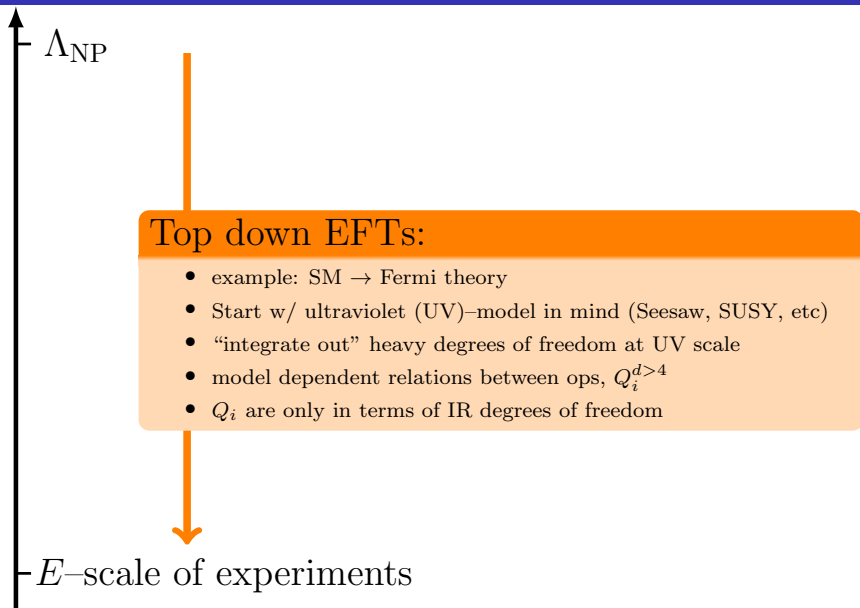 Λ_NP
Top down EFTs:
• example: SM → Fermi theory
• Start w/ ultraviolet (UV)–model in mind (Seesaw, SUSY, etc)
• “integrate out” heavy degrees of freedom at UV scale
• model dependent relations between ops, Q_i^{d>4}
• Q_i are only in terms of IR degrees of freedom
E–scale of experiments